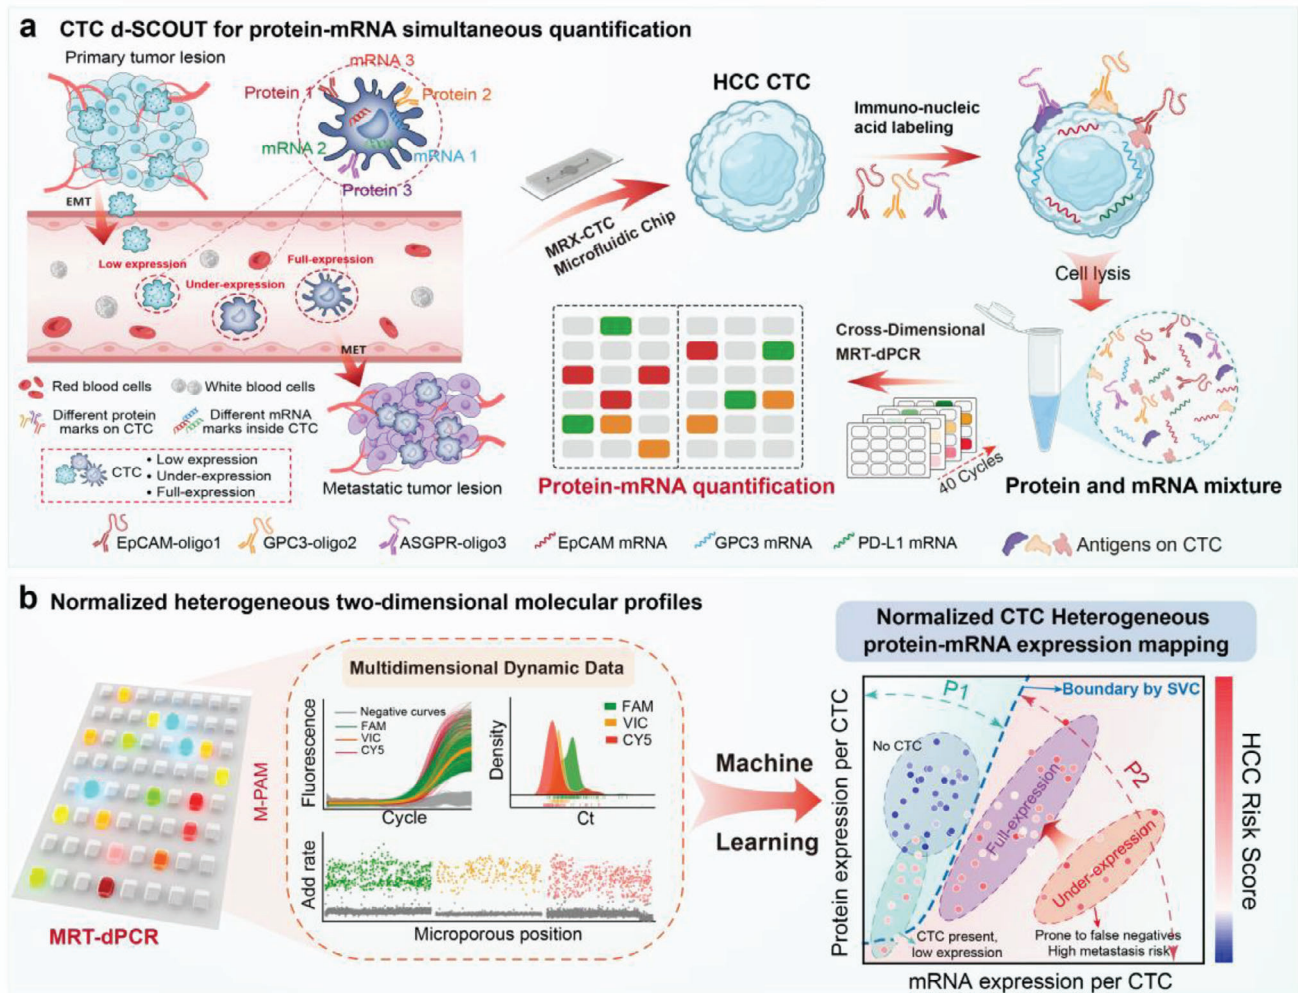 a CTC d-SCOUT for protein-mRNA simultaneous quantification
Primary tumor lesion
mRNA 3
Protein 1
Protein 2
mRNA 2
mRNA 1
Protein 3
EMT
Low expression
Under-expression
Full-expression
MET
Red blood cells
White blood cells
Different protein
marks on CTC
Different mRNA
marks inside CTC
CTC
• Low expression
• Under-expression
• Full-expression
Metastatic tumor lesion
MRX-CTC
Microfluidic Chip
HCC CTC
Immuno-nucleic
acid labeling
Cell lysis
Cross-Dimensional
MRT-dPCR
40 Cycles
Protein-mRNA quantification
Protein and mRNA mixture
EpCAM-oligo1
GPC3-oligo2
ASGPR-oligo3
EpCAM mRNA
GPC3 mRNA
PD-L1 mRNA
Antigens on CTC
b Normalized heterogeneous two-dimensional molecular profiles
MRT-dPCR
M-PAM
Multidimensional Dynamic Data
Fluorescence
Negative curves
FAM
VIC
CY5
Cycle
Density
FAM
VIC
CY5
Ct
Add rate
Microporous position
Machine
Learning
Normalized CTC Heterogeneous
protein-mRNA expression mapping
Protein expression per CTC
P1
Boundary by SVC
No CTC
Full-expression
P2
Under-expression
CTC present,
low expression
Prone to false negatives
High metastasis risk
mRNA expression per CTC
HCC Risk Score